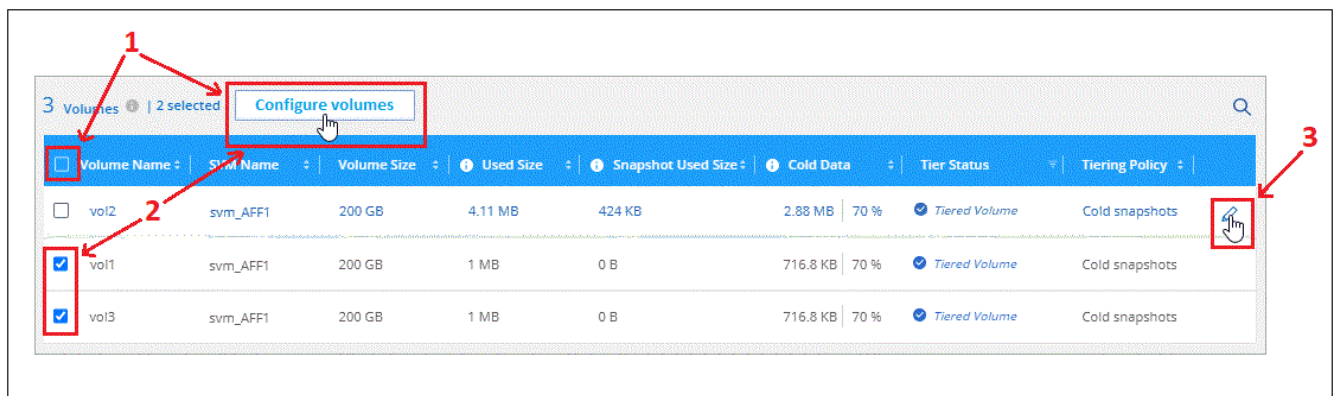 1
3 Volumes | 2 selected Configure volumes
3
Volume Name SVM Name Volume Size Used Size Snapshot Used Size Cold Data Tier Status Tiering Policy
2
vol2 svm_AFF1 200 GB 4.11 MB 424 KB 2.88 MB 70 % Tiered Volume Cold snapshots
vol1 svm_AFF1 200 GB 1 MB 0 B 716.8 KB 70 % Tiered Volume Cold snapshots
vol3 svm_AFF1 200 GB 1 MB 0 B 716.8 KB 70 % Tiered Volume Cold snapshots